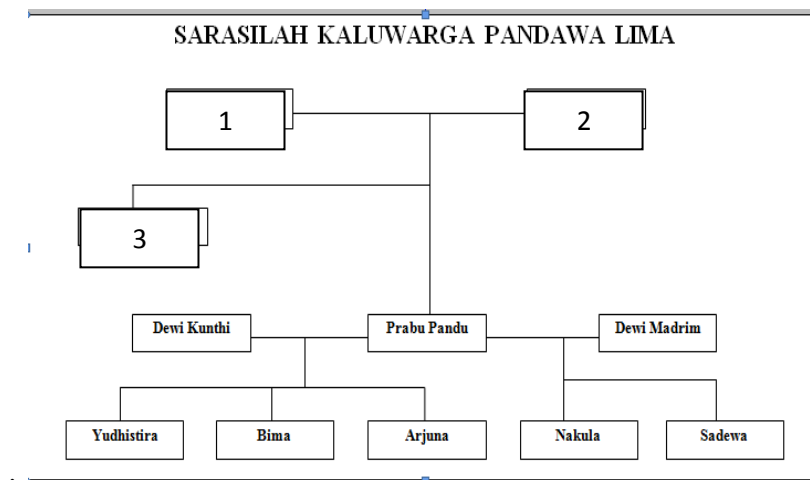 SARASILAH KALUWARGA PANDAWA LIMA
1
2
3
Dewi Kunthi
Prabu Pandu
Dewi Madrim
Yudhistira
Bima
Arjuna
Nakula
Sadewa